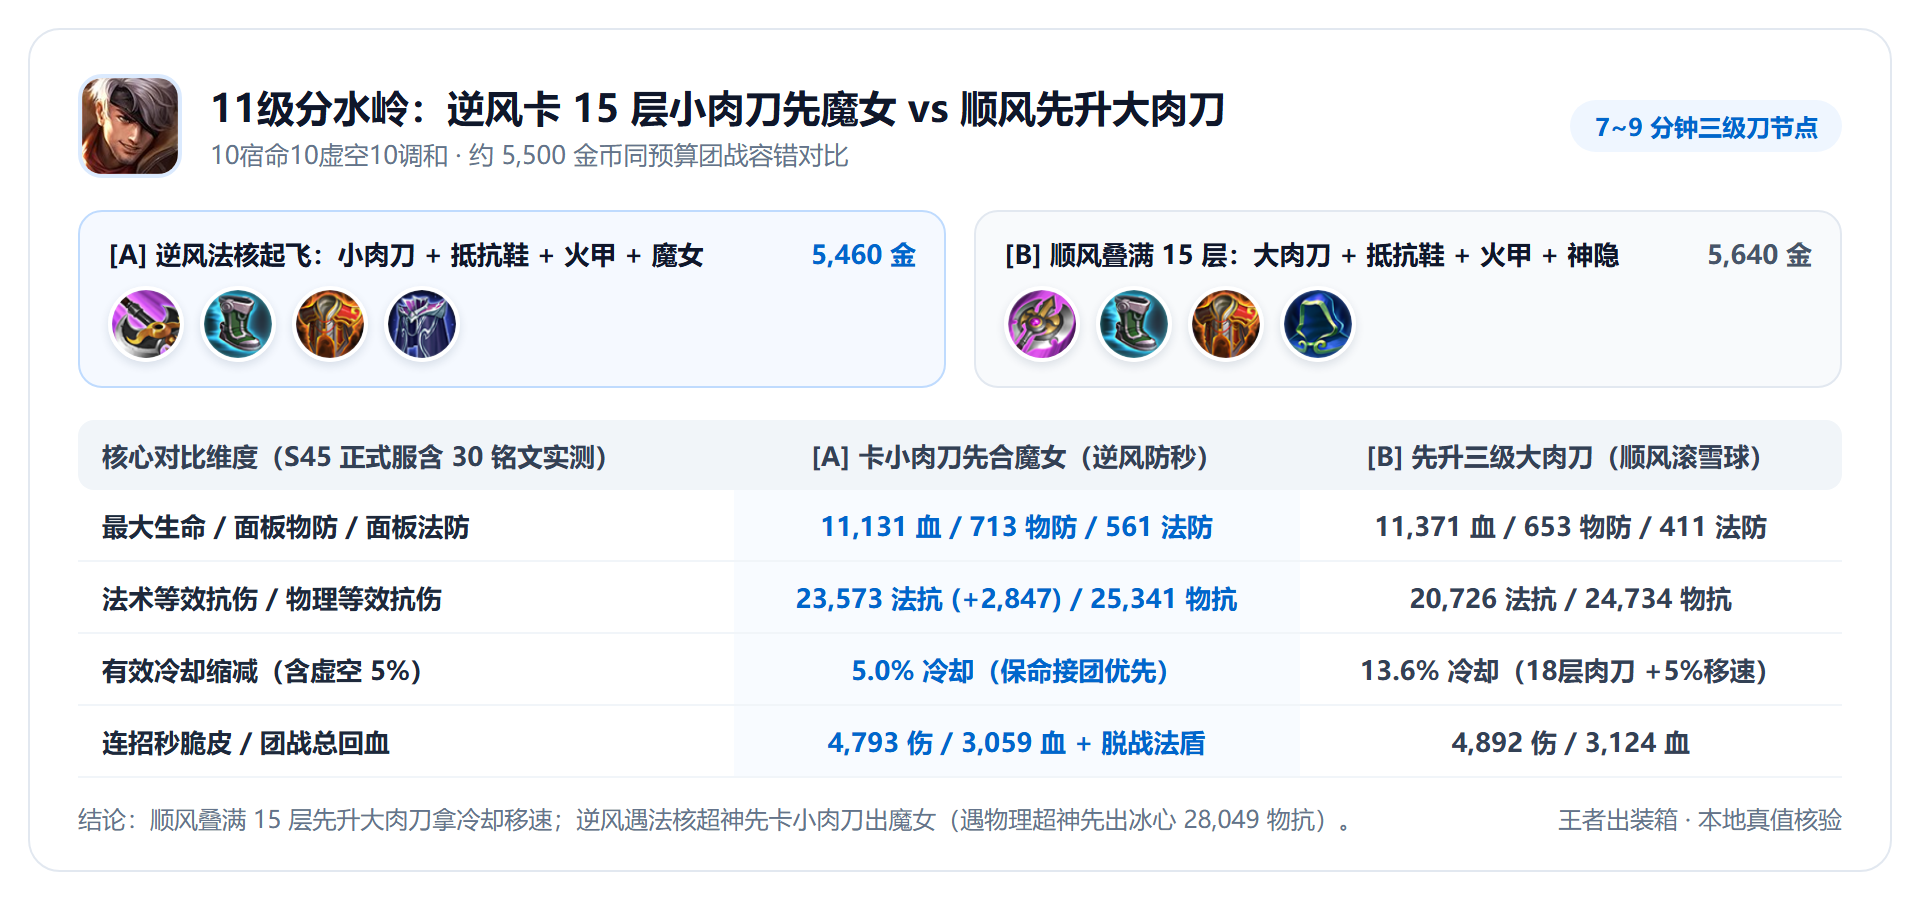 11级分水岭：逆风卡 15 层小肉刀先魔女 vs 顺风先升大肉刀
10宿命10虚空10调和 · 约 5,500 金币同预算团战容错对比
7~9 分钟三级刀节点
[A] 逆风法核起飞：小肉刀 + 抵抗鞋 + 火甲 + 魔女
5,460 金
[B] 顺风叠满 15 层：大肉刀 + 抵抗鞋 + 火甲 + 神隐
5,640 金
核心对比维度（S45 正式服含 30 铭文实测）
[A] 卡小肉刀先合魔女（逆风防秒）
[B] 先升三级大肉刀（顺风滚雪球）
最大生命 / 面板物防 / 面板法防
11,131 血 / 713 物防 / 561 法防
11,371 血 / 653 物防 / 411 法防
法术等效抗伤 / 物理等效抗伤
23,573 法抗 (+2,847) / 25,341 物抗
20,726 法抗 / 24,734 物抗
有效冷却缩减（含虚空 5%）
5.0% 冷却（保命接团优先）
13.6% 冷却（18层肉刀 +5%移速）
连招秒脆皮 / 团战总回血
4,793 伤 / 3,059 血 + 脱战法盾
4,892 伤 / 3,124 血
结论：顺风叠满 15 层先升大肉刀拿冷却移速；逆风遇法核超神先卡小肉刀出魔女（遇物理超神先出冰心 28,049 物抗）。
王者出装箱 · 本地真值核验